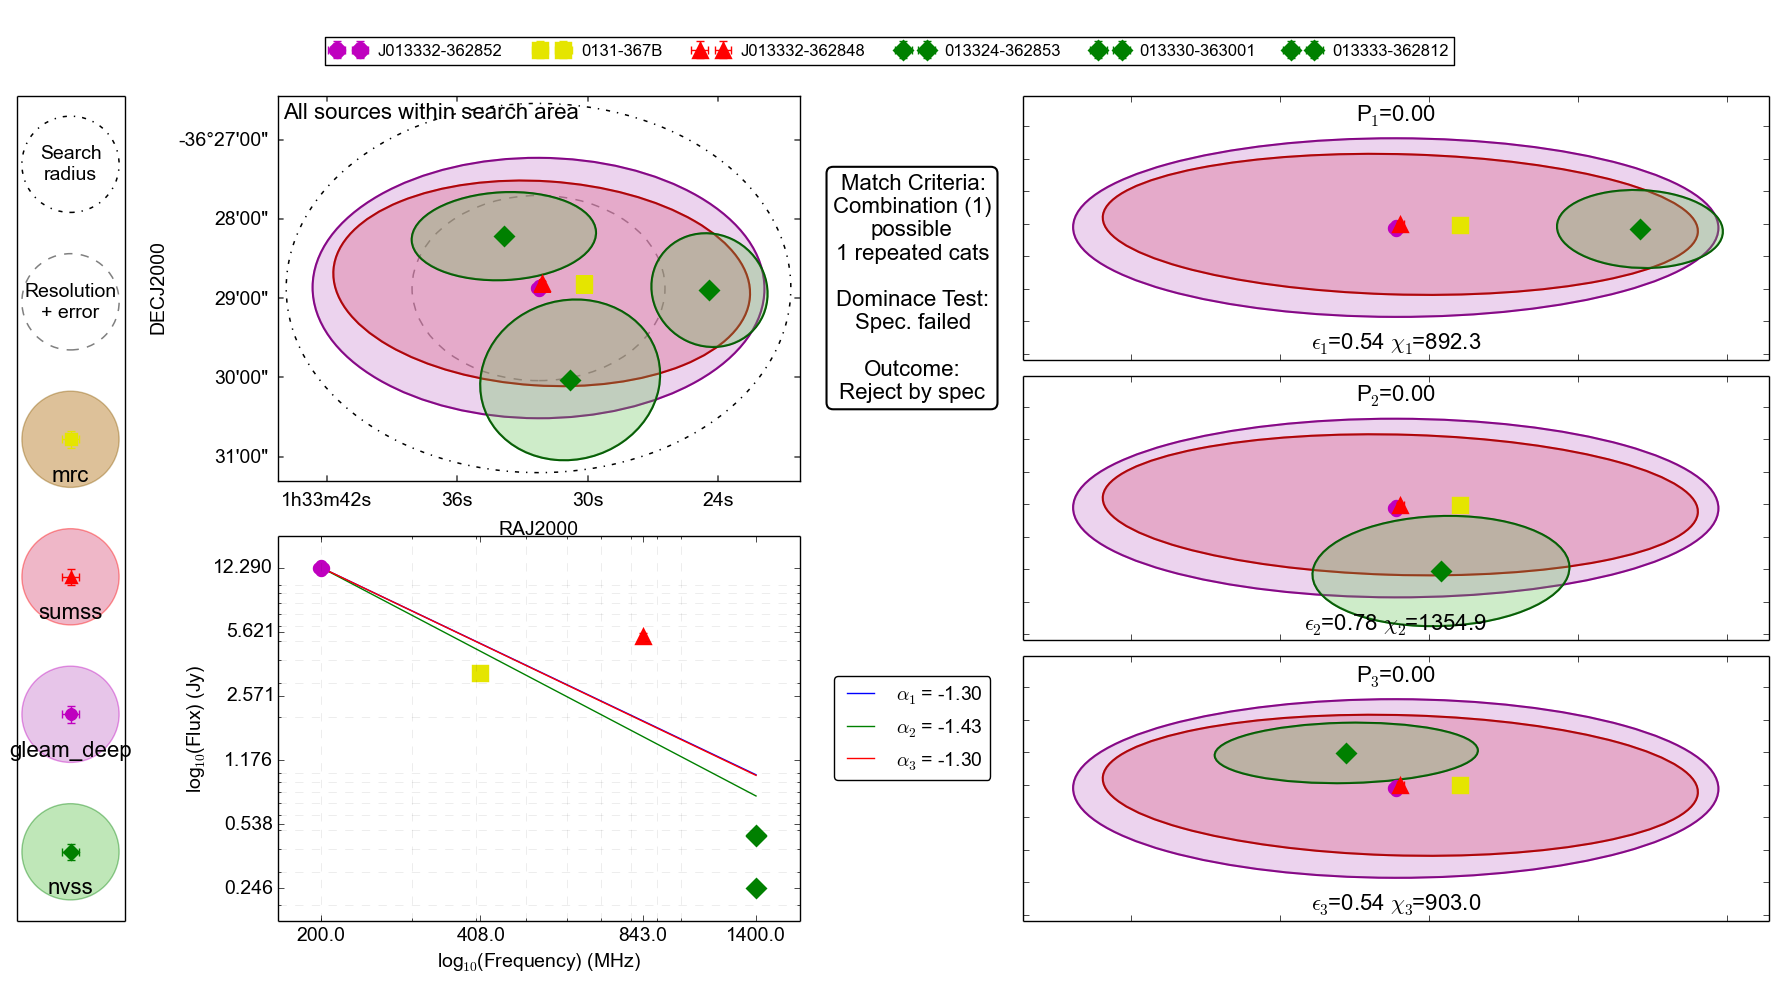 J013332-362852 0131-367B J013332-362848 013324-362853 013330-363001 013333-362812
Search
radius
Resolution
+ error
mrc
sumss
gleam_deep
nvss
All sources within search area
DECJ2000
-36°27'00"
28'00"
29'00"
30'00"
31'00"
1h33m42s 36s 30s 24s
RAJ2000
log10(Flux) (Jy)
12.290
5.621
2.571
1.176
0.538
0.246
200.0 408.0 843.0 1400.0
log10(Frequency) (MHz)
Match Criteria:
Combination (1)
possible
1 repeated cats
Dominace Test:
Spec. failed
Outcome:
Reject by spec
α1 = -1.30
α2 = -1.43
α3 = -1.30
P1=0.00
ϵ1=0.54 χ1=892.3
P2=0.00
ϵ2=0.78 χ2=1354.9
P3=0.00
ϵ3=0.54 χ3=903.0